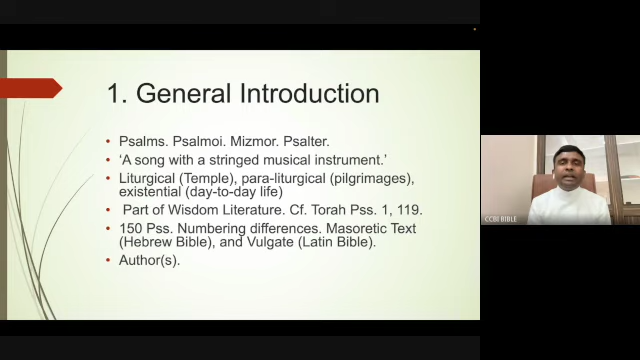 1. General Introduction
• Psalms. Psalmoi. Mizmor. Psalter.
• ‘A song with a stringed musical instrument.’
• Liturgical (Temple), para-liturgical (pilgrimages),
existential (day-to-day life)
• Part of Wisdom Literature. Cf. Torah Pss. 1, 119.
• 150 Pss. Numbering differences. Masoretic Text
(Hebrew Bible), and Vulgate (Latin Bible).
• Author(s).
CCBI BIBLE